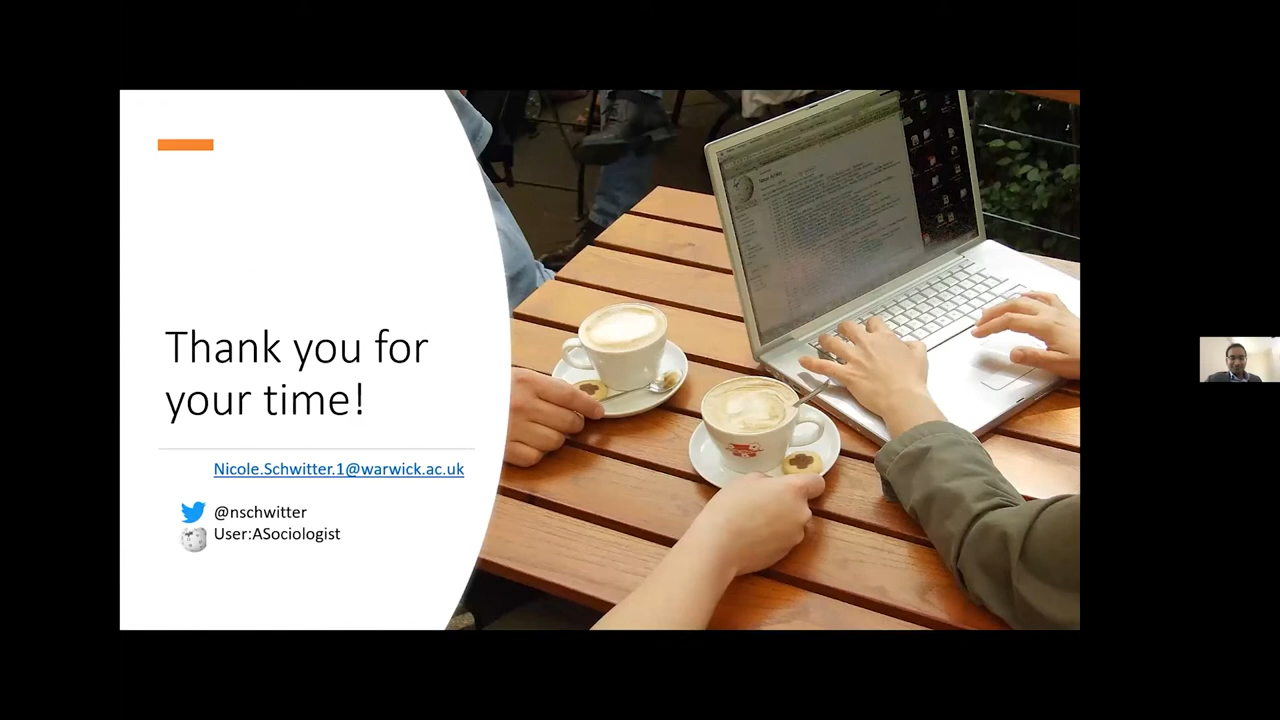 Thank you for
your time!
Nicole.Schwitter.1@warwick.ac.uk
@nschwitter
User:ASociologist